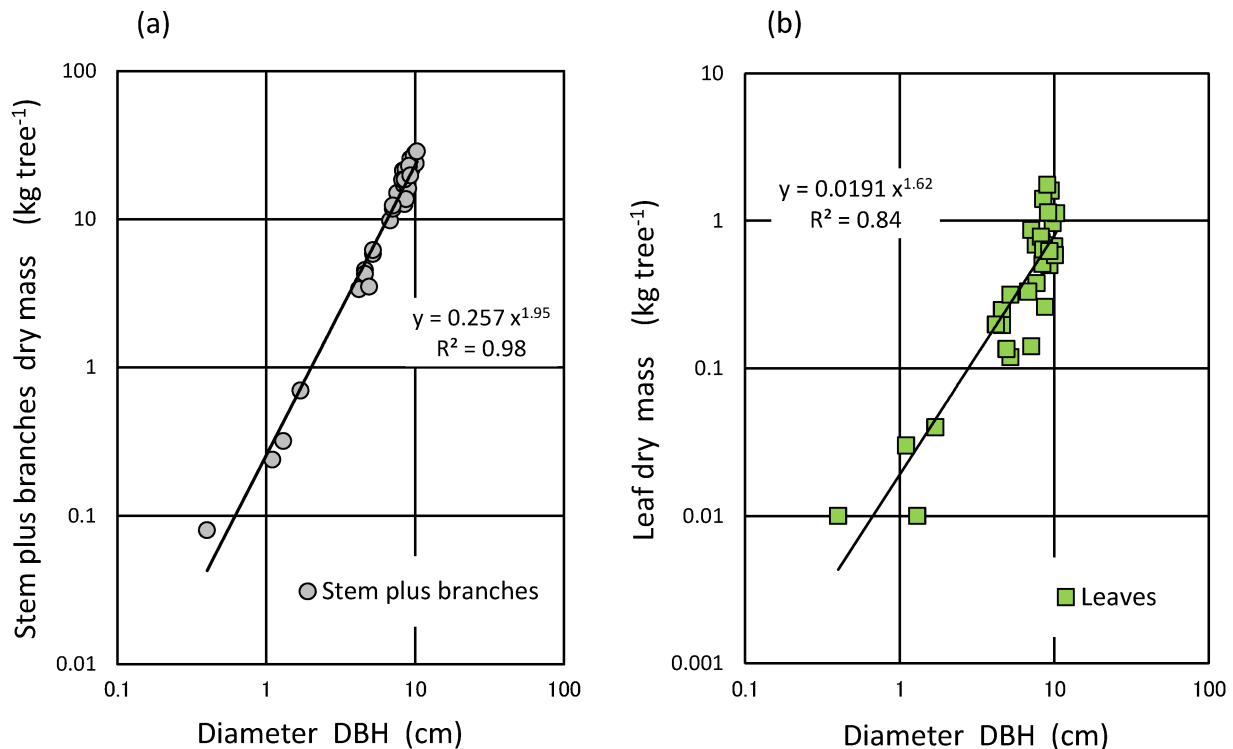 (a)
100
10
1
0.1
0.01
0.1 1 10 100
Stem plus branches dry mass (kg tree⁻¹)
Diameter DBH (cm)
y = 0.257 x¹·⁹⁵
R² = 0.98
Stem plus branches
(b)
10
1
0.1
0.01
0.001
0.1 1 10 100
Leaf dry mass (kg tree⁻¹)
Diameter DBH (cm)
y = 0.0191 x¹·⁶²
R² = 0.84
Leaves